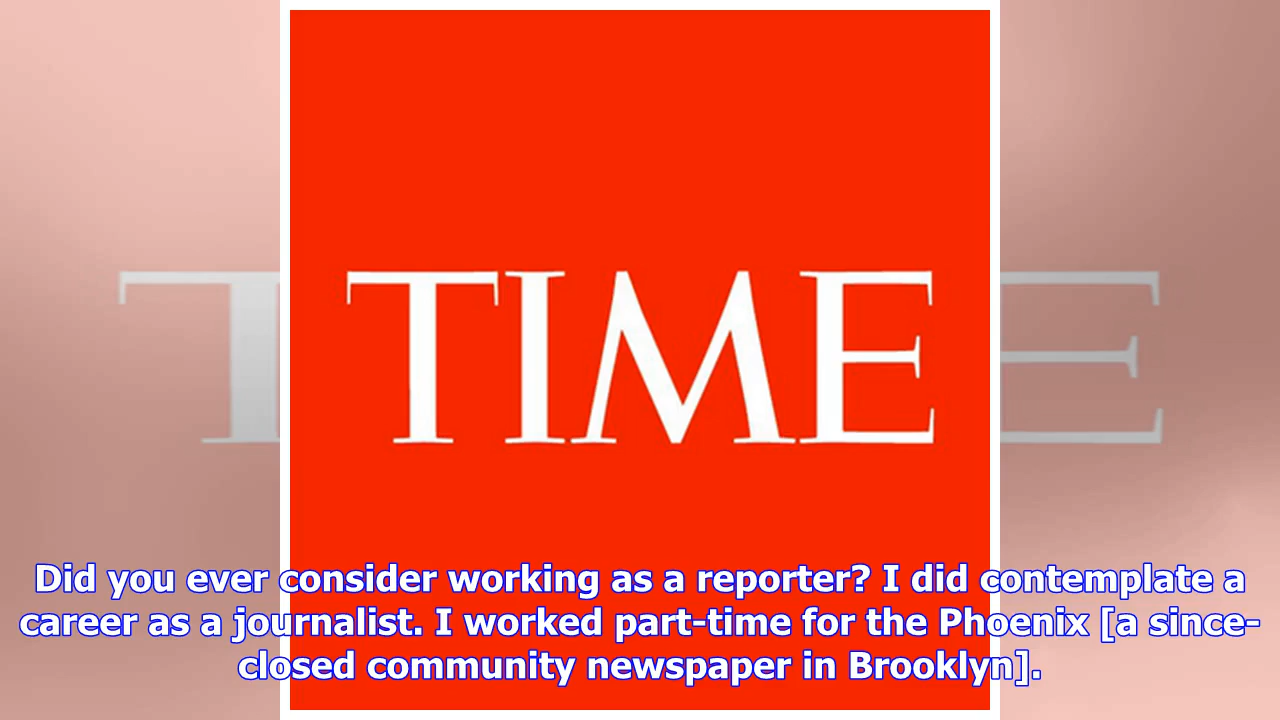 TIME
Did you ever consider working as a reporter? I did contemplate a
career as a journalist. I worked part-time for the Phoenix [a since-
closed community newspaper in Brooklyn].